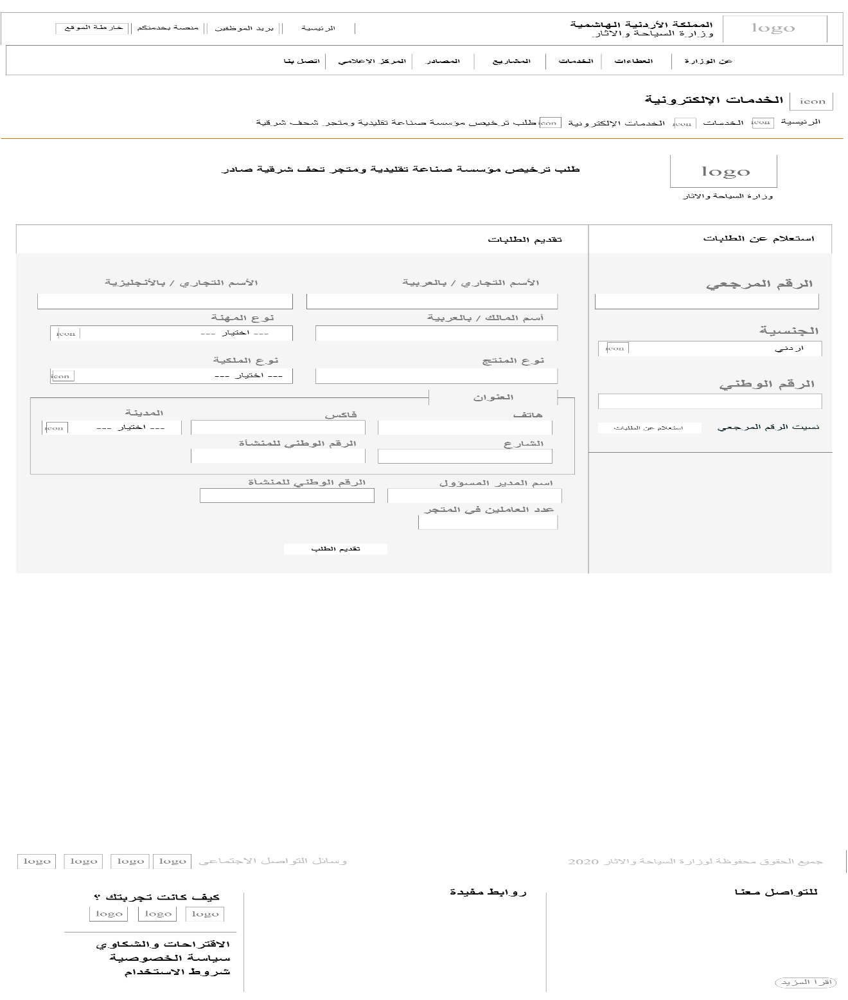 logo
المملكة الأردنية الهاشمية
وزارة السياحة والاثار
الرئيسية
بريد الموظفين
منصة بخدمتكم
خارطة الموقع
عن الوزارة
العطاءات
الخدمات
المشاريع
المصادر
المركز الإعلامي
اتصل بنا
icon
الخدمات الإلكترونية
الرئيسية icon الخدمات icon الخدمات الإلكترونية icon طلب ترخيص مؤسسة صناعة تقليدية ومتجر شحف شرقية
logo
وزارة السياحة والاثار
طلب ترخيص مؤسسة صناعة تقليدية ومتجر تحف شرقية صادر
استعلام عن الطلبات
الرقم المرجعي
الجنسية
اردني
icon
الرقم الوطني
نسيت الرقم المرجعي
استعلام عن الطلبات
تقديم الطلبات
الأسم التجاري / بالعربية
الأسم التجاري / بالأنجليزية
أسم المالك / بالعربية
نوع المهنة
--- اختيار ---
icon
نوع المنتج
نوع الملكية
--- اختيار ---
icon
العنوان
هاتف
فاكس
المدينة
--- اختيار ---
icon
الشارع
الرقم الوطني للمنشأة
اسم المدير المسؤول
الرقم الوطني للمنشأة
عدد العاملين في المتجر
تقديم الطلب
جميع الحقوق محفوظة لوزارة السياحة والاثار 2020
وسائل التواصل الاجتماعي
logo
logo
logo
logo
للتواصل معنا
اقرأ المزيد
روابط مفيدة
كيف كانت تجربتك ؟
logo
logo
logo
الاقتراحات والشكاوي
سياسة الخصوصية
شروط الاستخدام